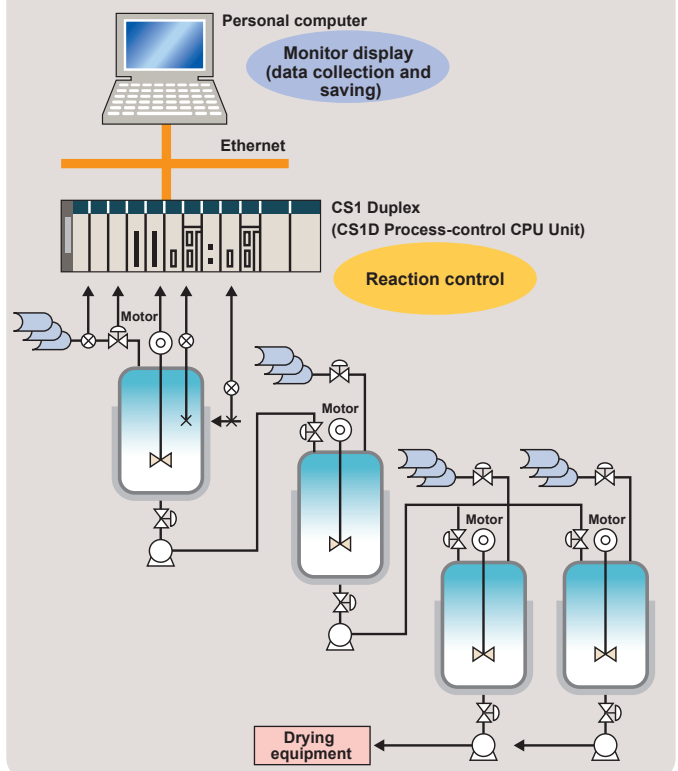 Personal computer
Monitor display
(data collection and
saving)
Ethernet
CS1 Duplex
(CS1D Process-control CPU Unit)
Reaction control
Motor
Motor
Motor
Motor
Drying
equipment